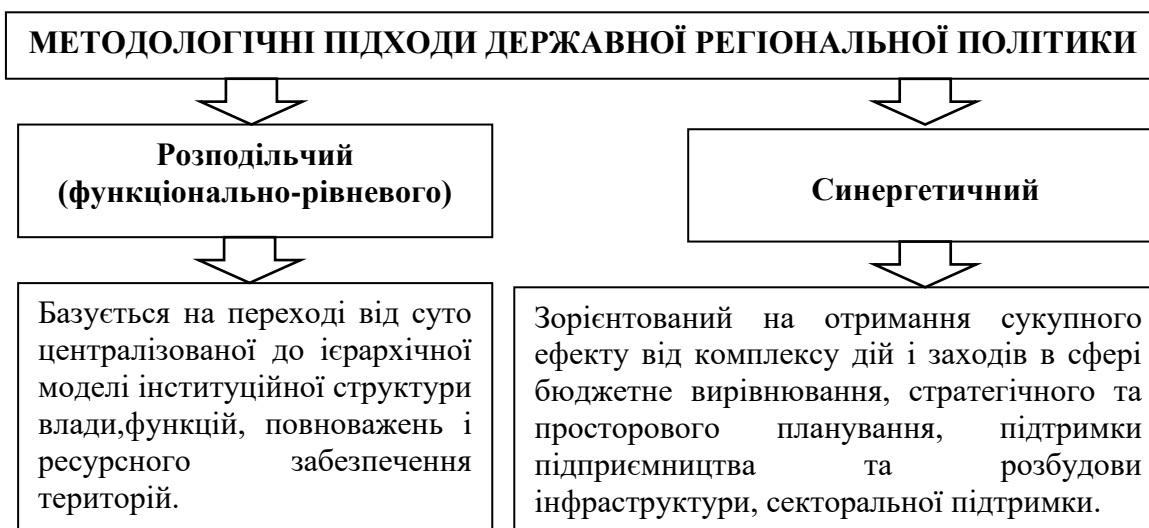 МЕТОДОЛОГІЧНІ ПІДХОДИ ДЕРЖАВНОЇ РЕГІОНАЛЬНОЇ ПОЛІТИКИ
Розподільчий
(функціонально-рівневого)
Синергетичний
Базується на переході від суто
централізованої до ієрархічної
моделі інституційної структури
влади,функцій, повноважень і
ресурсного забезпечення
територій.
Зорієнтований на отримання сукупного
ефекту від комплексу дій і заходів в сфері
бюджетне вирівнювання, стратегічного та
просторового планування, підтримки
підприємництва та розбудови
інфраструктури, секторальної підтримки.